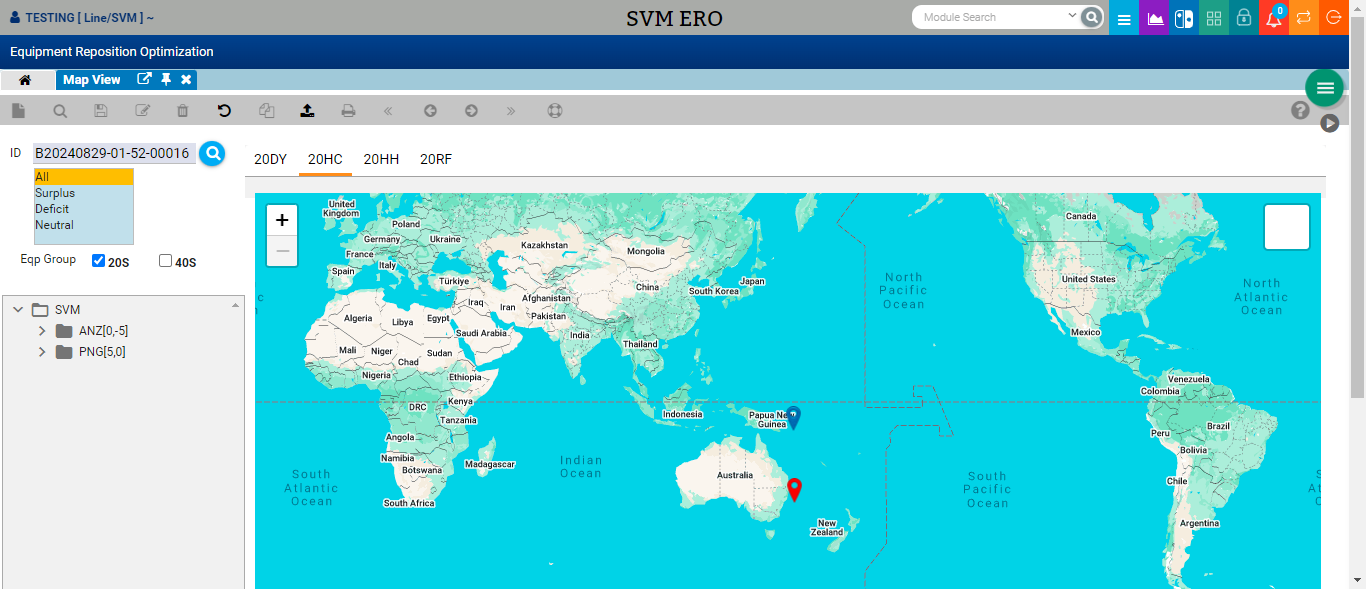 TESTING [ Line/SVM ] ~
SVM ERO
Module Search
0
Equipment Reposition Optimization
Map View
ID
B20240829-01-52-00016
All
Surplus
Deficit
Neutral
Eqp Group
20S
40S
SVM
ANZ[0,-5]
PNG[5,0]
20DY
20HC
20HH
20RF
+
−
United
Kingdom
Poland
Germany
Ukraine
France
Italy
Spain
Türkiye
Kazakhstan
Mongolia
China
South Korea
Japan
Iraq
Iran
Afghanistan
Pakistan
Algeria
Libya
Egypt
Saudi Arabia
India
Thailand
Mali
Niger
Chad
Sudan
Nigeria
Ethiopia
DRC
Kenya
Tanzania
Angola
Namibia
Botswana
Madagascar
South Africa
Indonesia
Papua Ne
Guinea
Australia
New
Zealand
Canada
United States
Mexico
Venezuela
Colombia
Peru
Brazil
Bolivia
Chile
Argentina
North
Pacific
Ocean
North
Atlantic
Ocean
South
Atlantic
Ocean
Indian
Ocean
South
Pacific
Ocean